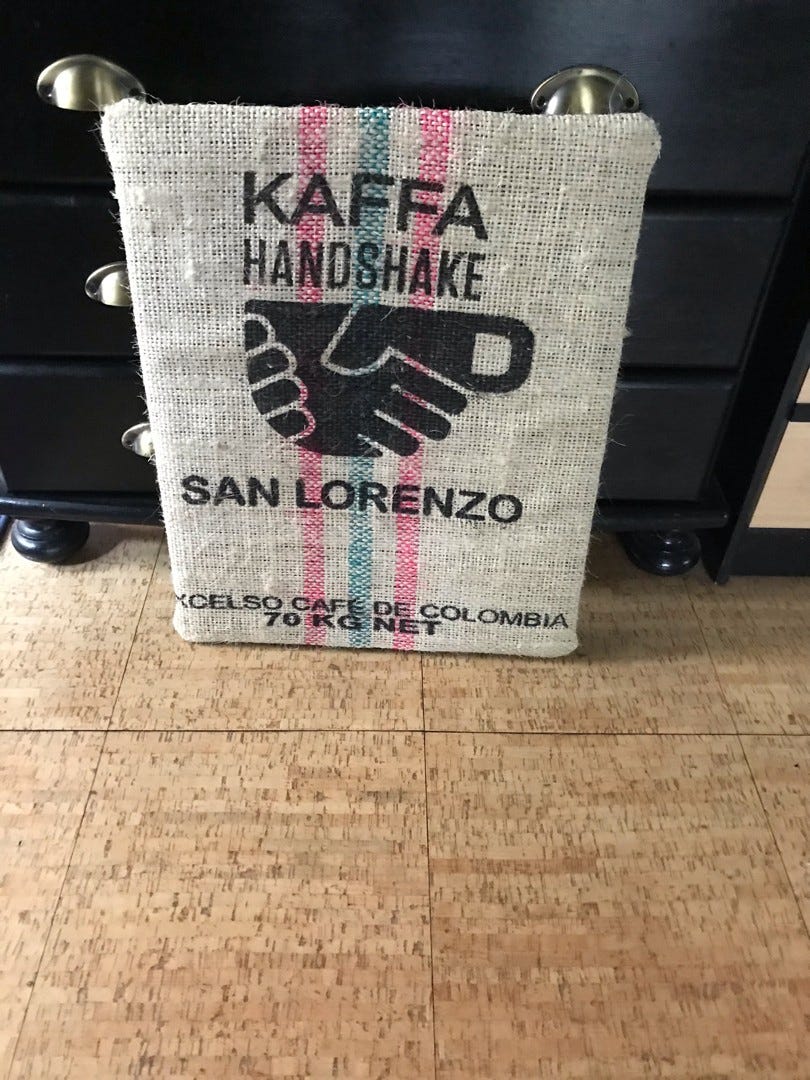 KAFFA
HANDSHAKE
SAN LORENZO
XCELSO CAFE DE COLOMBIA
70 KG NET